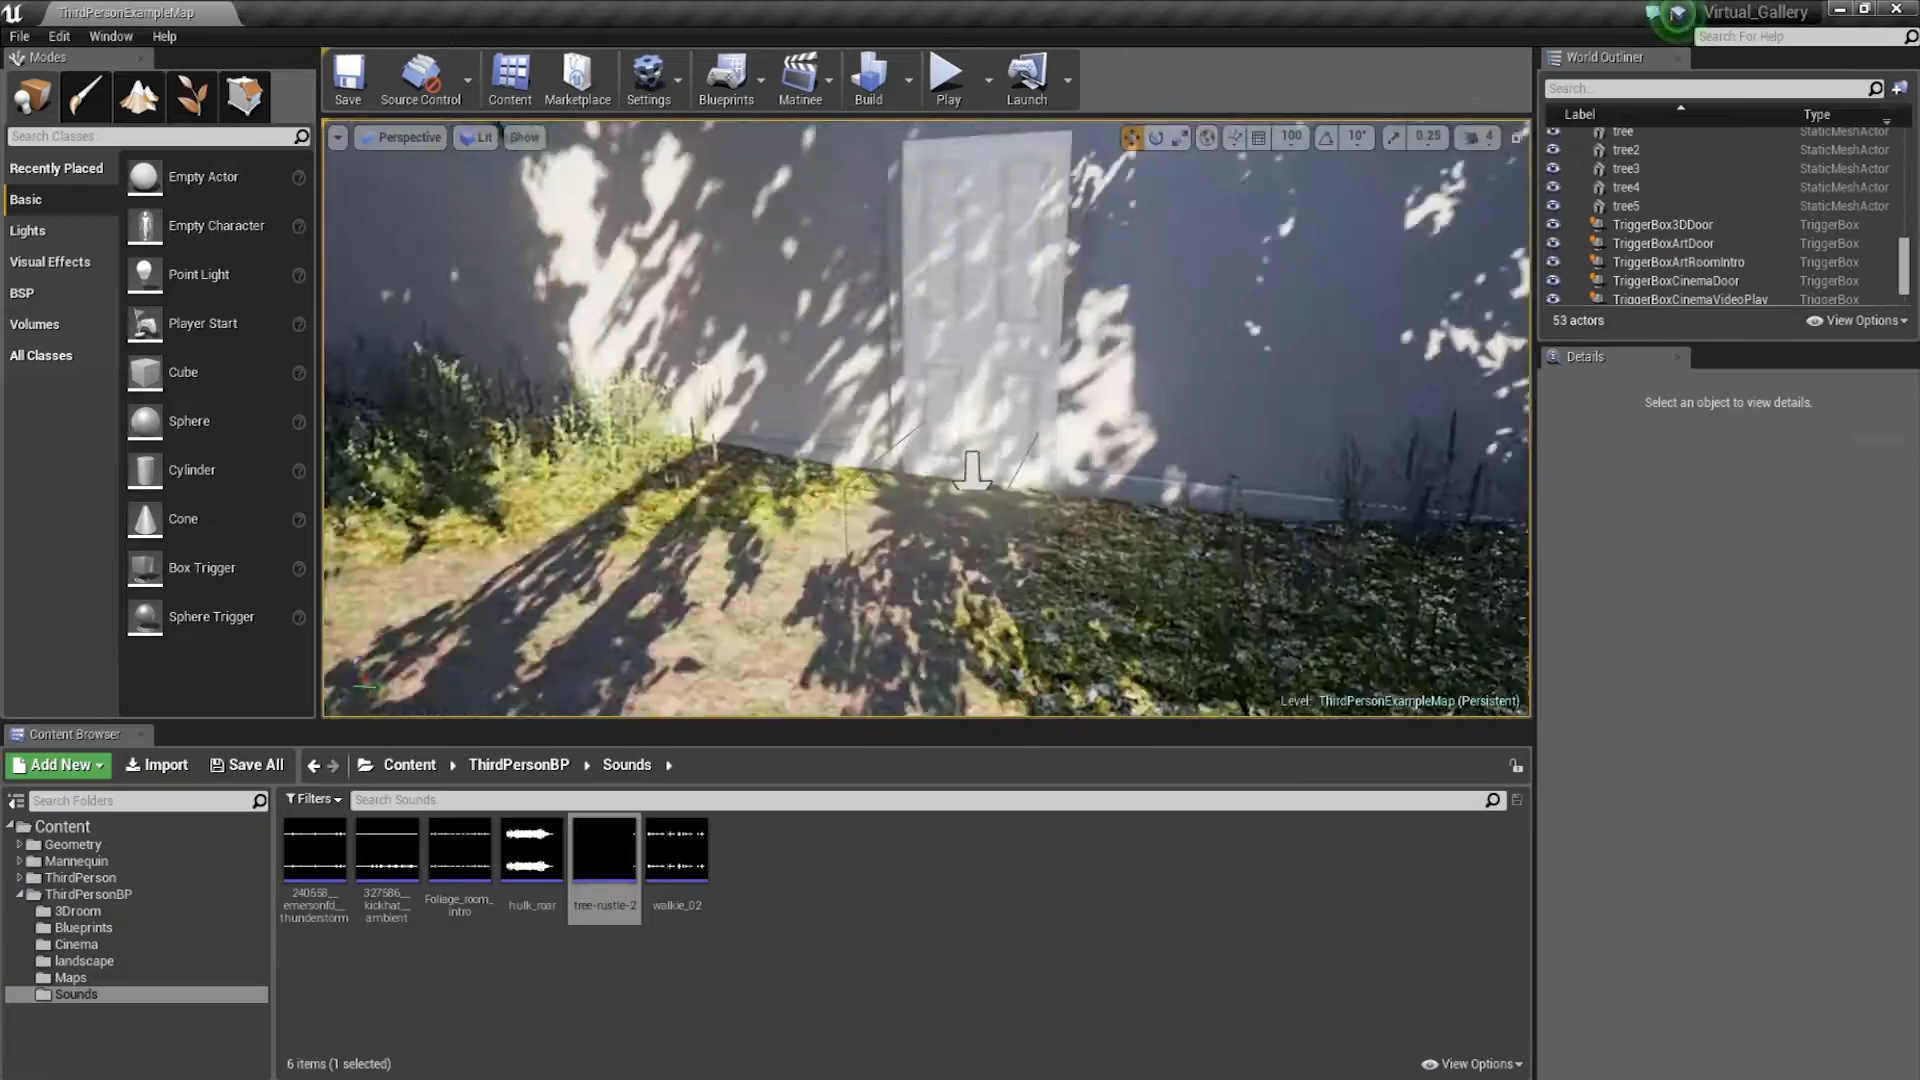 ThirdPersonExampleMap
Virtual_Gallery
File Edit Window Help
Search For Help
Modes
Save
Source Control
Content
Marketplace
Settings
Blueprints
Matinee
Build
Play
Launch
World Outliner
Search...
Label Type
tree StaticMeshActor
tree2 StaticMeshActor
tree3 StaticMeshActor
tree4 StaticMeshActor
tree5 StaticMeshActor
TriggerBox3DDoor TriggerBox
TriggerBoxArtDoor TriggerBox
TriggerBoxArtRoomIntro TriggerBox
TriggerBoxCinemaDoor TriggerBox
TriggerBoxCinemaVideoPlay TriggerBox
53 actors
View Options
Details
Select an object to view details.
Search Classes
Recently Placed
Basic
Lights
Visual Effects
BSP
Volumes
All Classes
Empty Actor
Empty Character
Point Light
Player Start
Cube
Sphere
Cylinder
Cone
Box Trigger
Sphere Trigger
Perspective Lit Show
100 10° 0.25 4
Level: ThirdPersonExampleMap (Persistent)
Content Browser
Add New Import Save All
Content ThirdPersonBP Sounds
Search Folders
Filters
Search Sounds
Content
Geometry
Mannequin
ThirdPerson
ThirdPersonBP
3Droom
Blueprints
Cinema
landscape
Maps
Sounds
240558__
emersonfd__
thunderstorm
327586__
kickhat__
ambient
Foliage_room_
intro
hulk_roar
tree-rustle-2
walkie_02
6 items (1 selected)
View Options